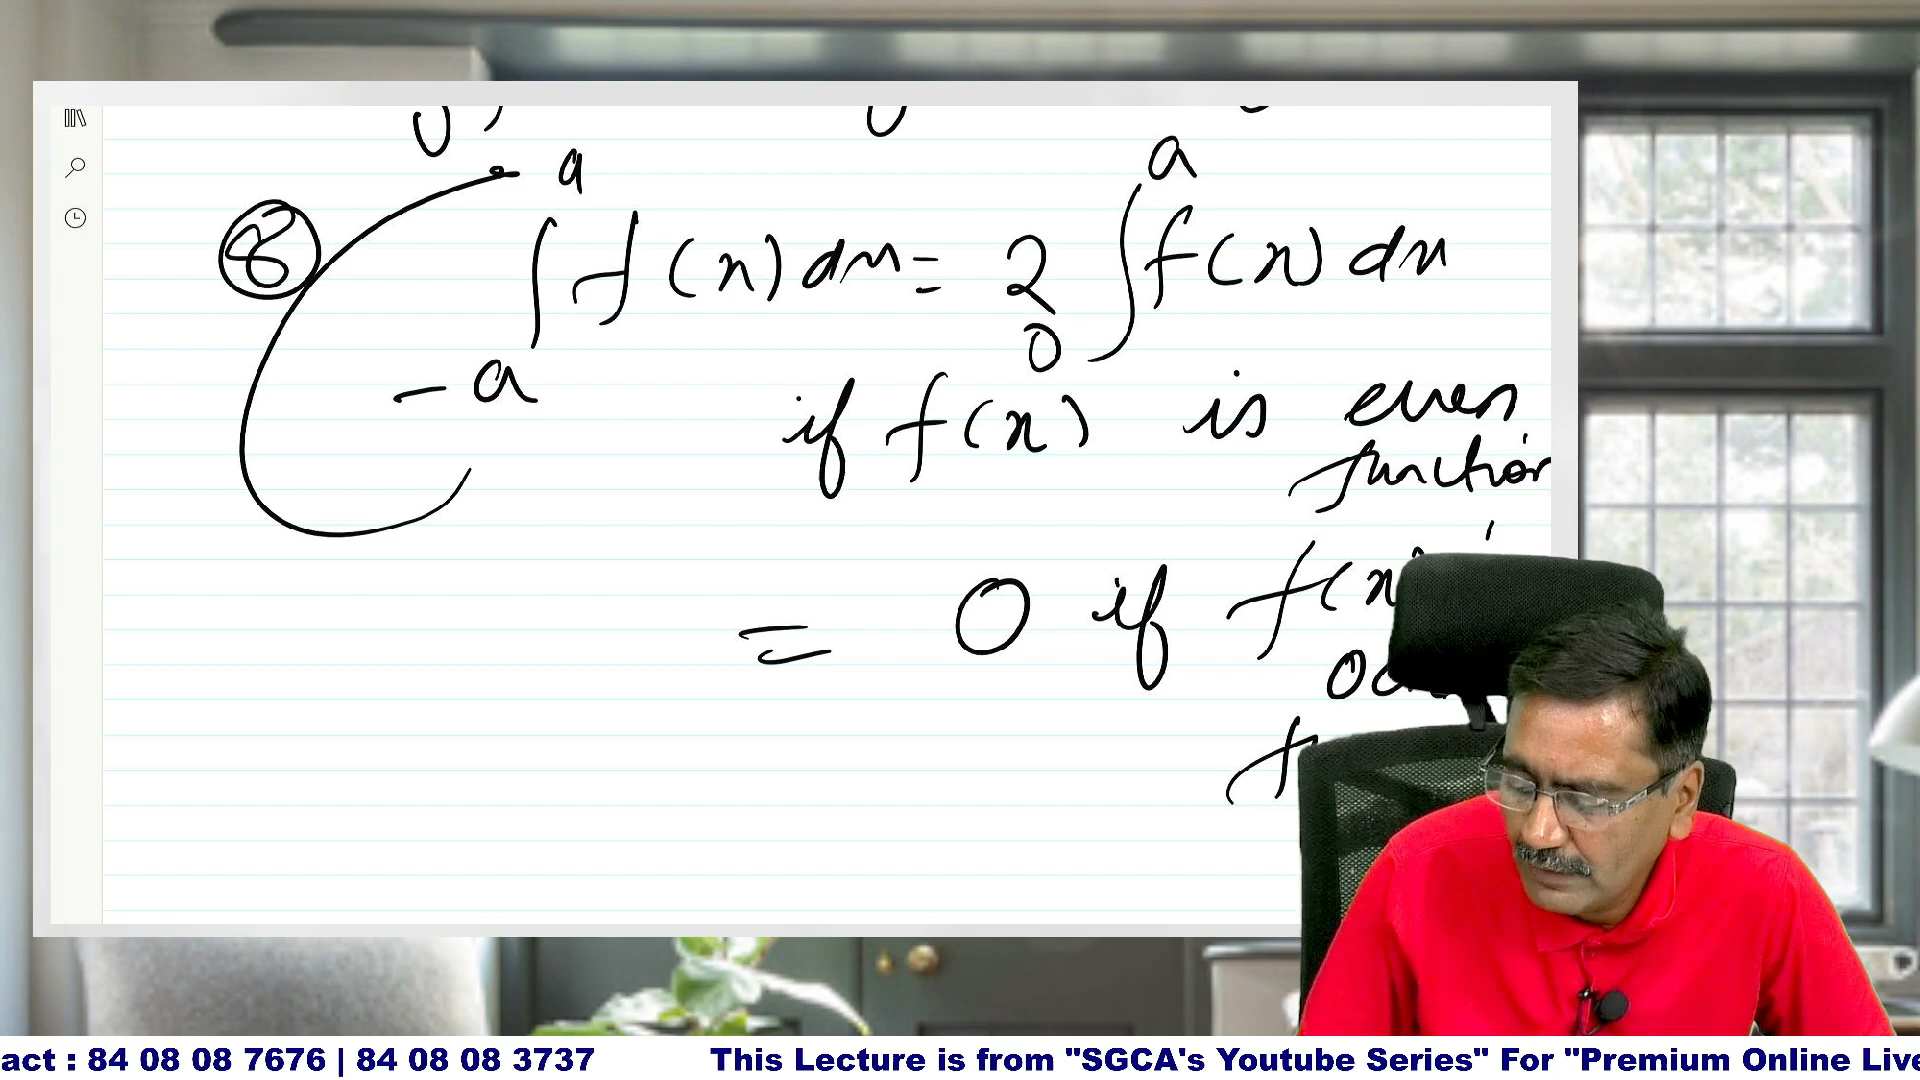 ⑧ ∫ f(x) dx = 2 ∫ f(x) dx
a a
-a 0
if f(x) is even
function
= 0 if f(x)
act : 84 08 08 7676 | 84 08 08 3737 This Lecture is from "SGCA's Youtube Series" For "Premium Online Live